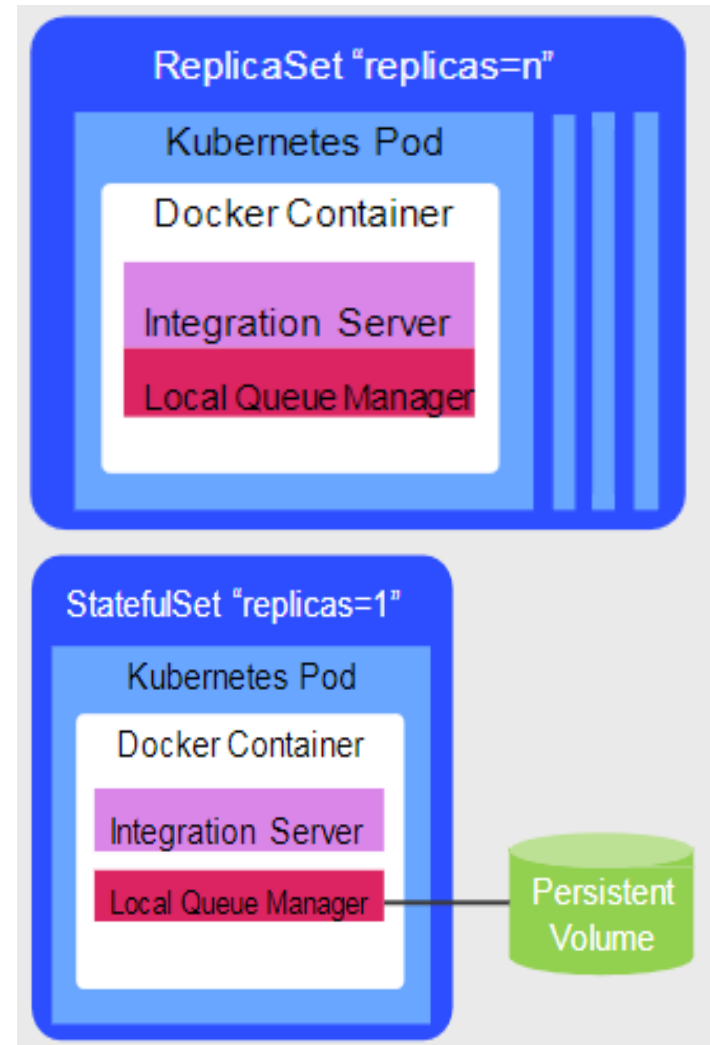 ReplicaSet “replicas=n”
Kubernetes Pod
Docker Container
Integration Server
Local Queue Manager
StatefulSet “replicas=1”
Kubernetes Pod
Docker Container
Integration Server
Local Queue Manager
Persistent
Volume